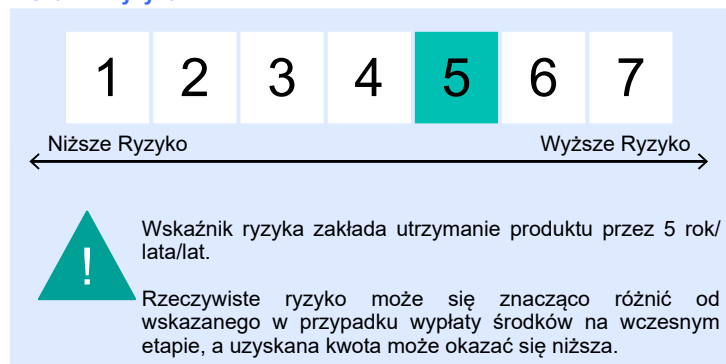 1 2 3 4 5 6 7
Niższe Ryzyko Wyższe Ryzyko
!
Wskaźnik ryzyka zakłada utrzymanie produktu przez 5 rok/
lata/lat.
Rzeczywiste ryzyko może się znacząco różnić od
wskazanego w przypadku wypłaty środków na wczesnym
etapie, a uzyskana kwota może okazać się niższa.